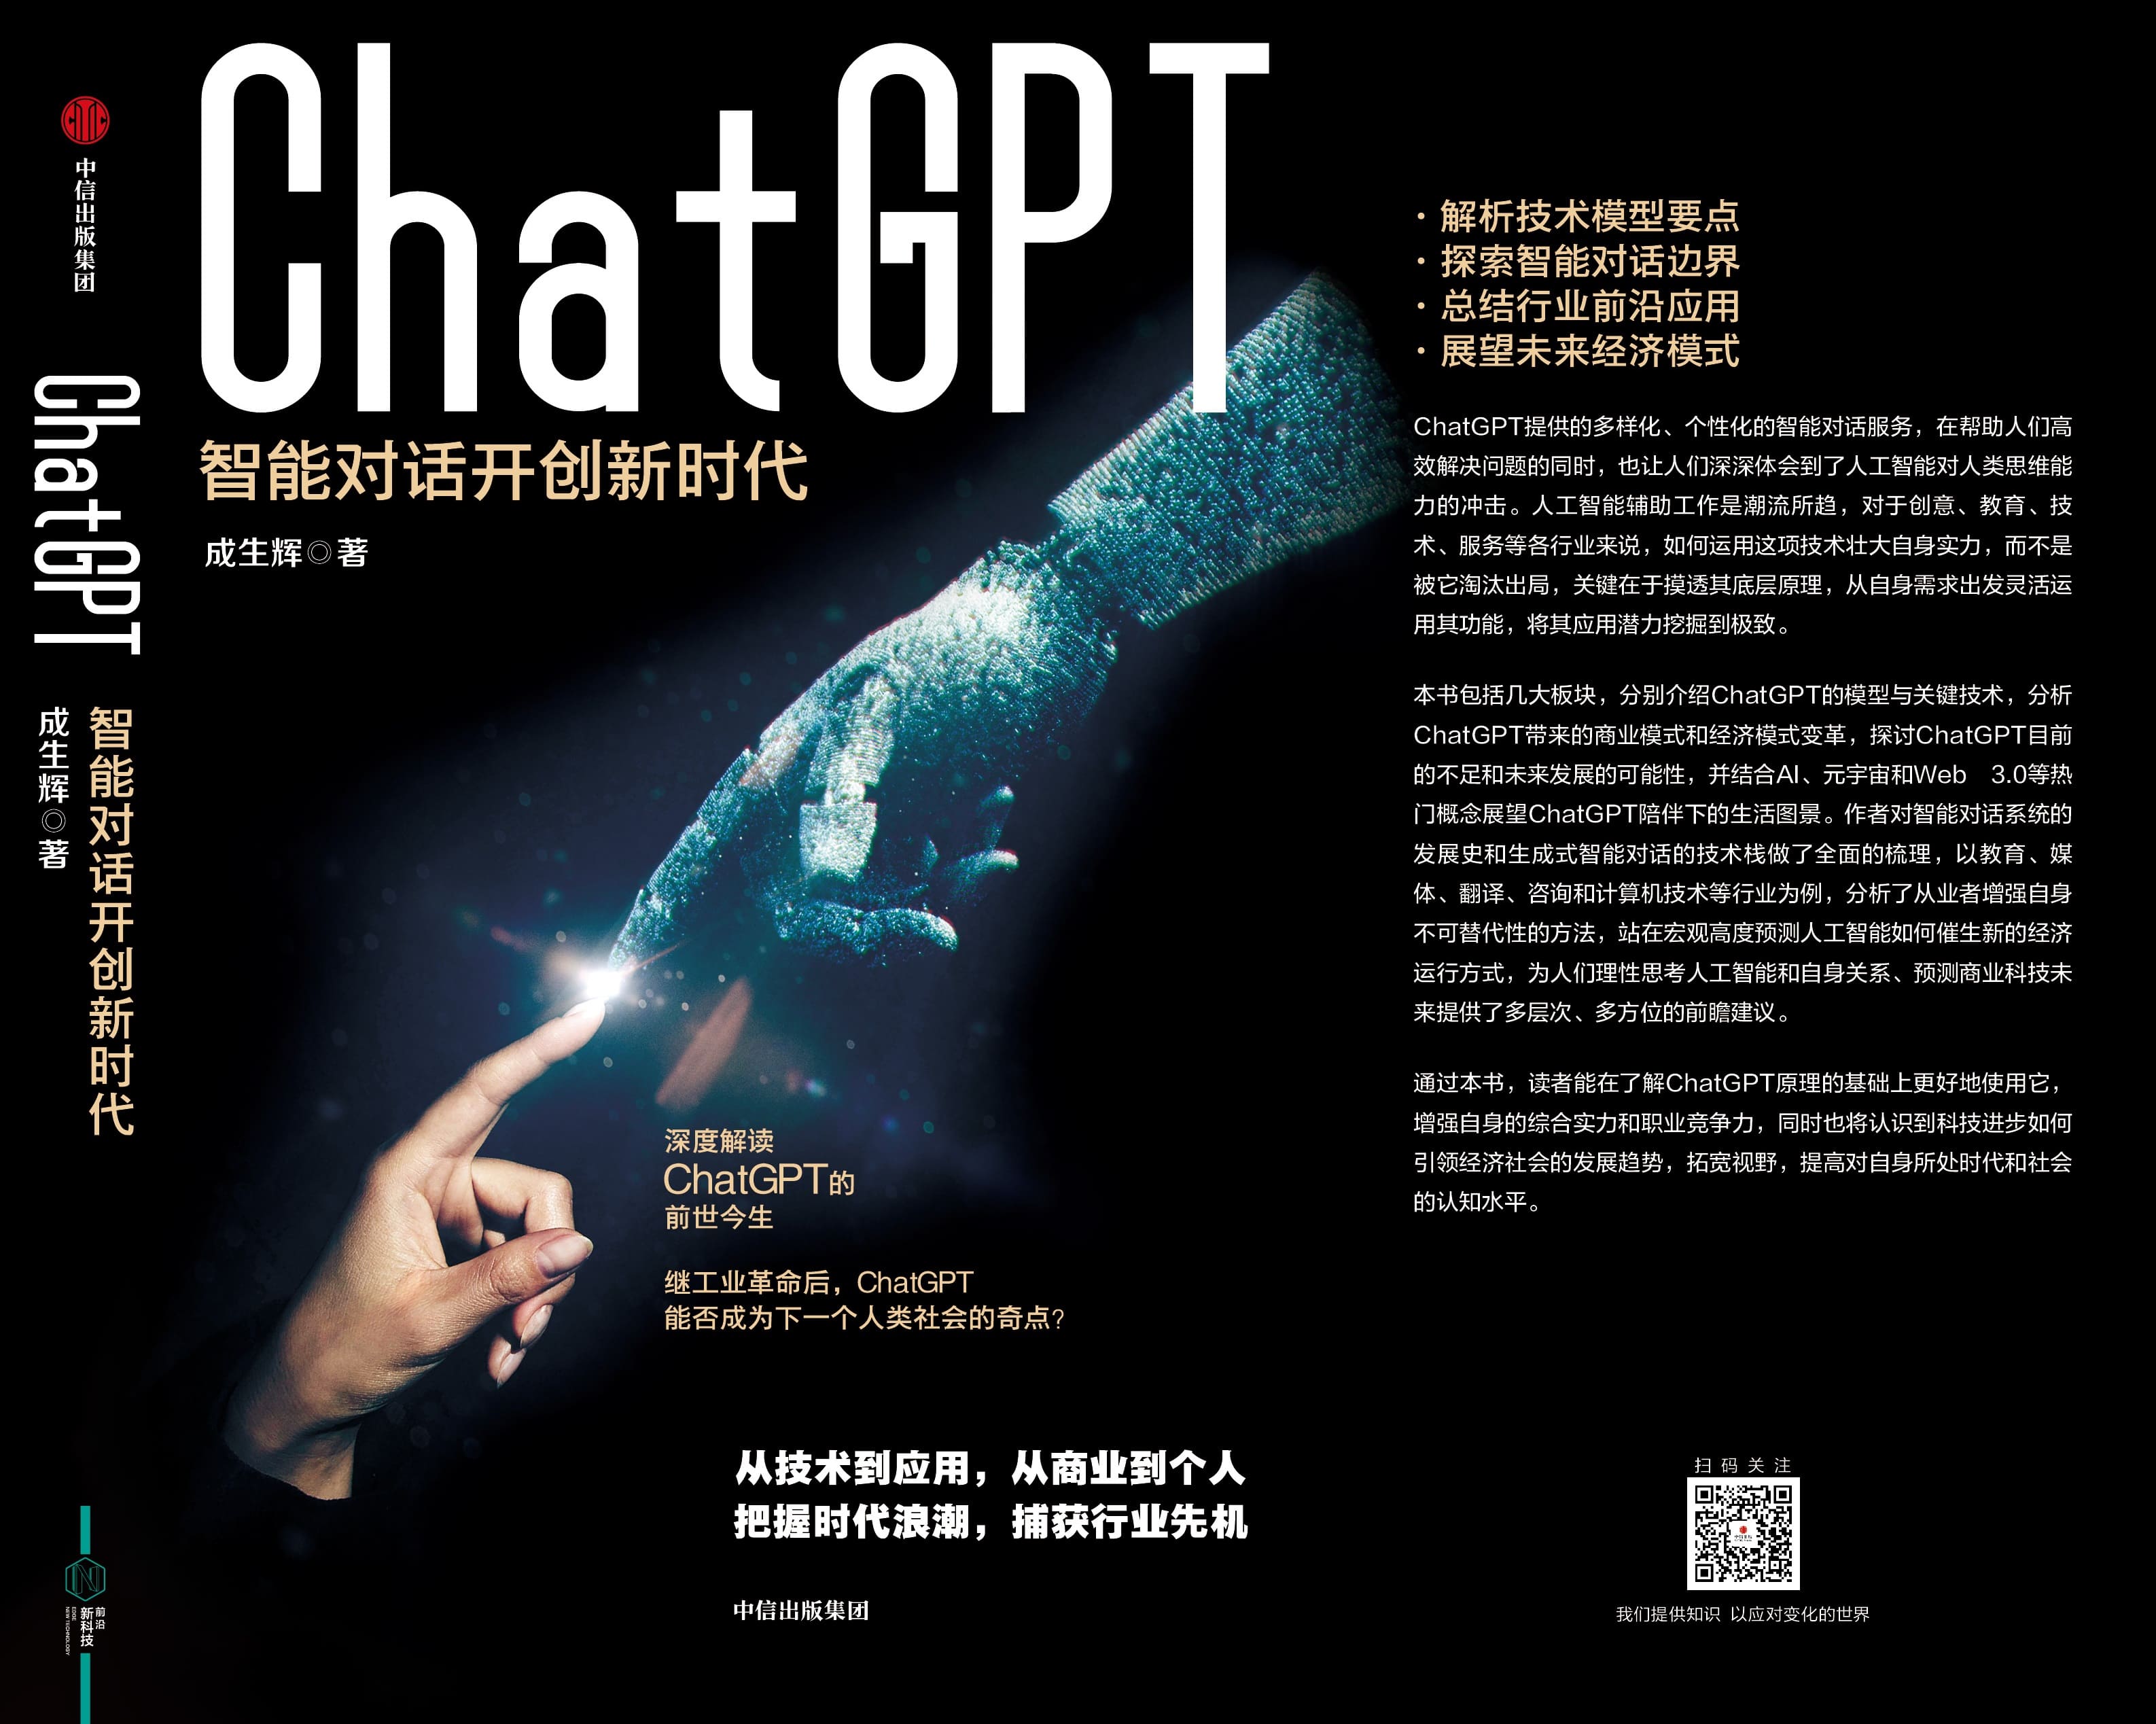 中信出版集团
ChatGPT
智能对话开创新时代
成生辉◎著
前沿
新科技
EDGE
NEW TECHNOLOGY
ChatGPT
智能对话开创新时代
成生辉◎著
深度解读
ChatGPT的
前世今生
继工业革命后，ChatGPT
能否成为下一个人类社会的奇点？
从技术到应用，从商业到个人
把握时代浪潮，捕获行业先机
中信出版集团
· 解析技术模型要点
· 探索智能对话边界
· 总结行业前沿应用
· 展望未来经济模式
ChatGPT提供的多样化、个性化的智能对话服务，在帮助人们高
效解决问题的同时，也让人们深深体会到了人工智能对人类思维能
力的冲击。人工智能辅助工作是潮流所趋，对于创意、教育、技
术、服务等各行业来说，如何运用这项技术壮大自身实力，而不是
被它淘汰出局，关键在于摸透其底层原理，从自身需求出发灵活运
用其功能，将其应用潜力挖掘到极致。
本书包括几大板块，分别介绍ChatGPT的模型与关键技术，分析
ChatGPT带来的商业模式和经济模式变革，探讨ChatGPT目前
的不足和未来发展的可能性，并结合AI、元宇宙和Web 3.0等热
门概念展望ChatGPT陪伴下的生活图景。作者对智能对话系统的
发展史和生成式智能对话的技术栈做了全面的梳理，以教育、媒
体、翻译、咨询和计算机技术等行业为例，分析了从业者增强自身
不可替代性的方法，站在宏观高度预测人工智能如何催生新的经济
运行方式，为人们理性思考人工智能和自身关系、预测商业科技未
来提供了多层次、多方位的前瞻建议。
通过本书，读者能在了解ChatGPT原理的基础上更好地使用它，
增强自身的综合实力和职业竞争力，同时也将认识到科技进步如何
引领经济社会的发展趋势，拓宽视野，提高对自身所处时代和社会
的认知水平。
扫码关注
我们提供知识 以应对变化的世界